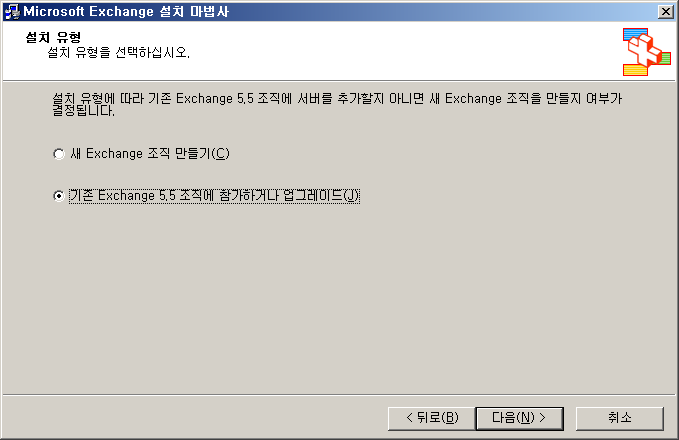 Microsoft Exchange 설치 마법사
설치 유형
설치 유형을 선택하십시오.
설치 유형에 따라 기존 Exchange 5.5 조직에 서버를 추가할지 아니면 새 Exchange 조직을 만들지 여부가
결정됩니다.
새 Exchange 조직 만들기(C)
기존 Exchange 5.5 조직에 참가하거나 업그레이드(J)
< 뒤로(B)
다음(N) >
취소